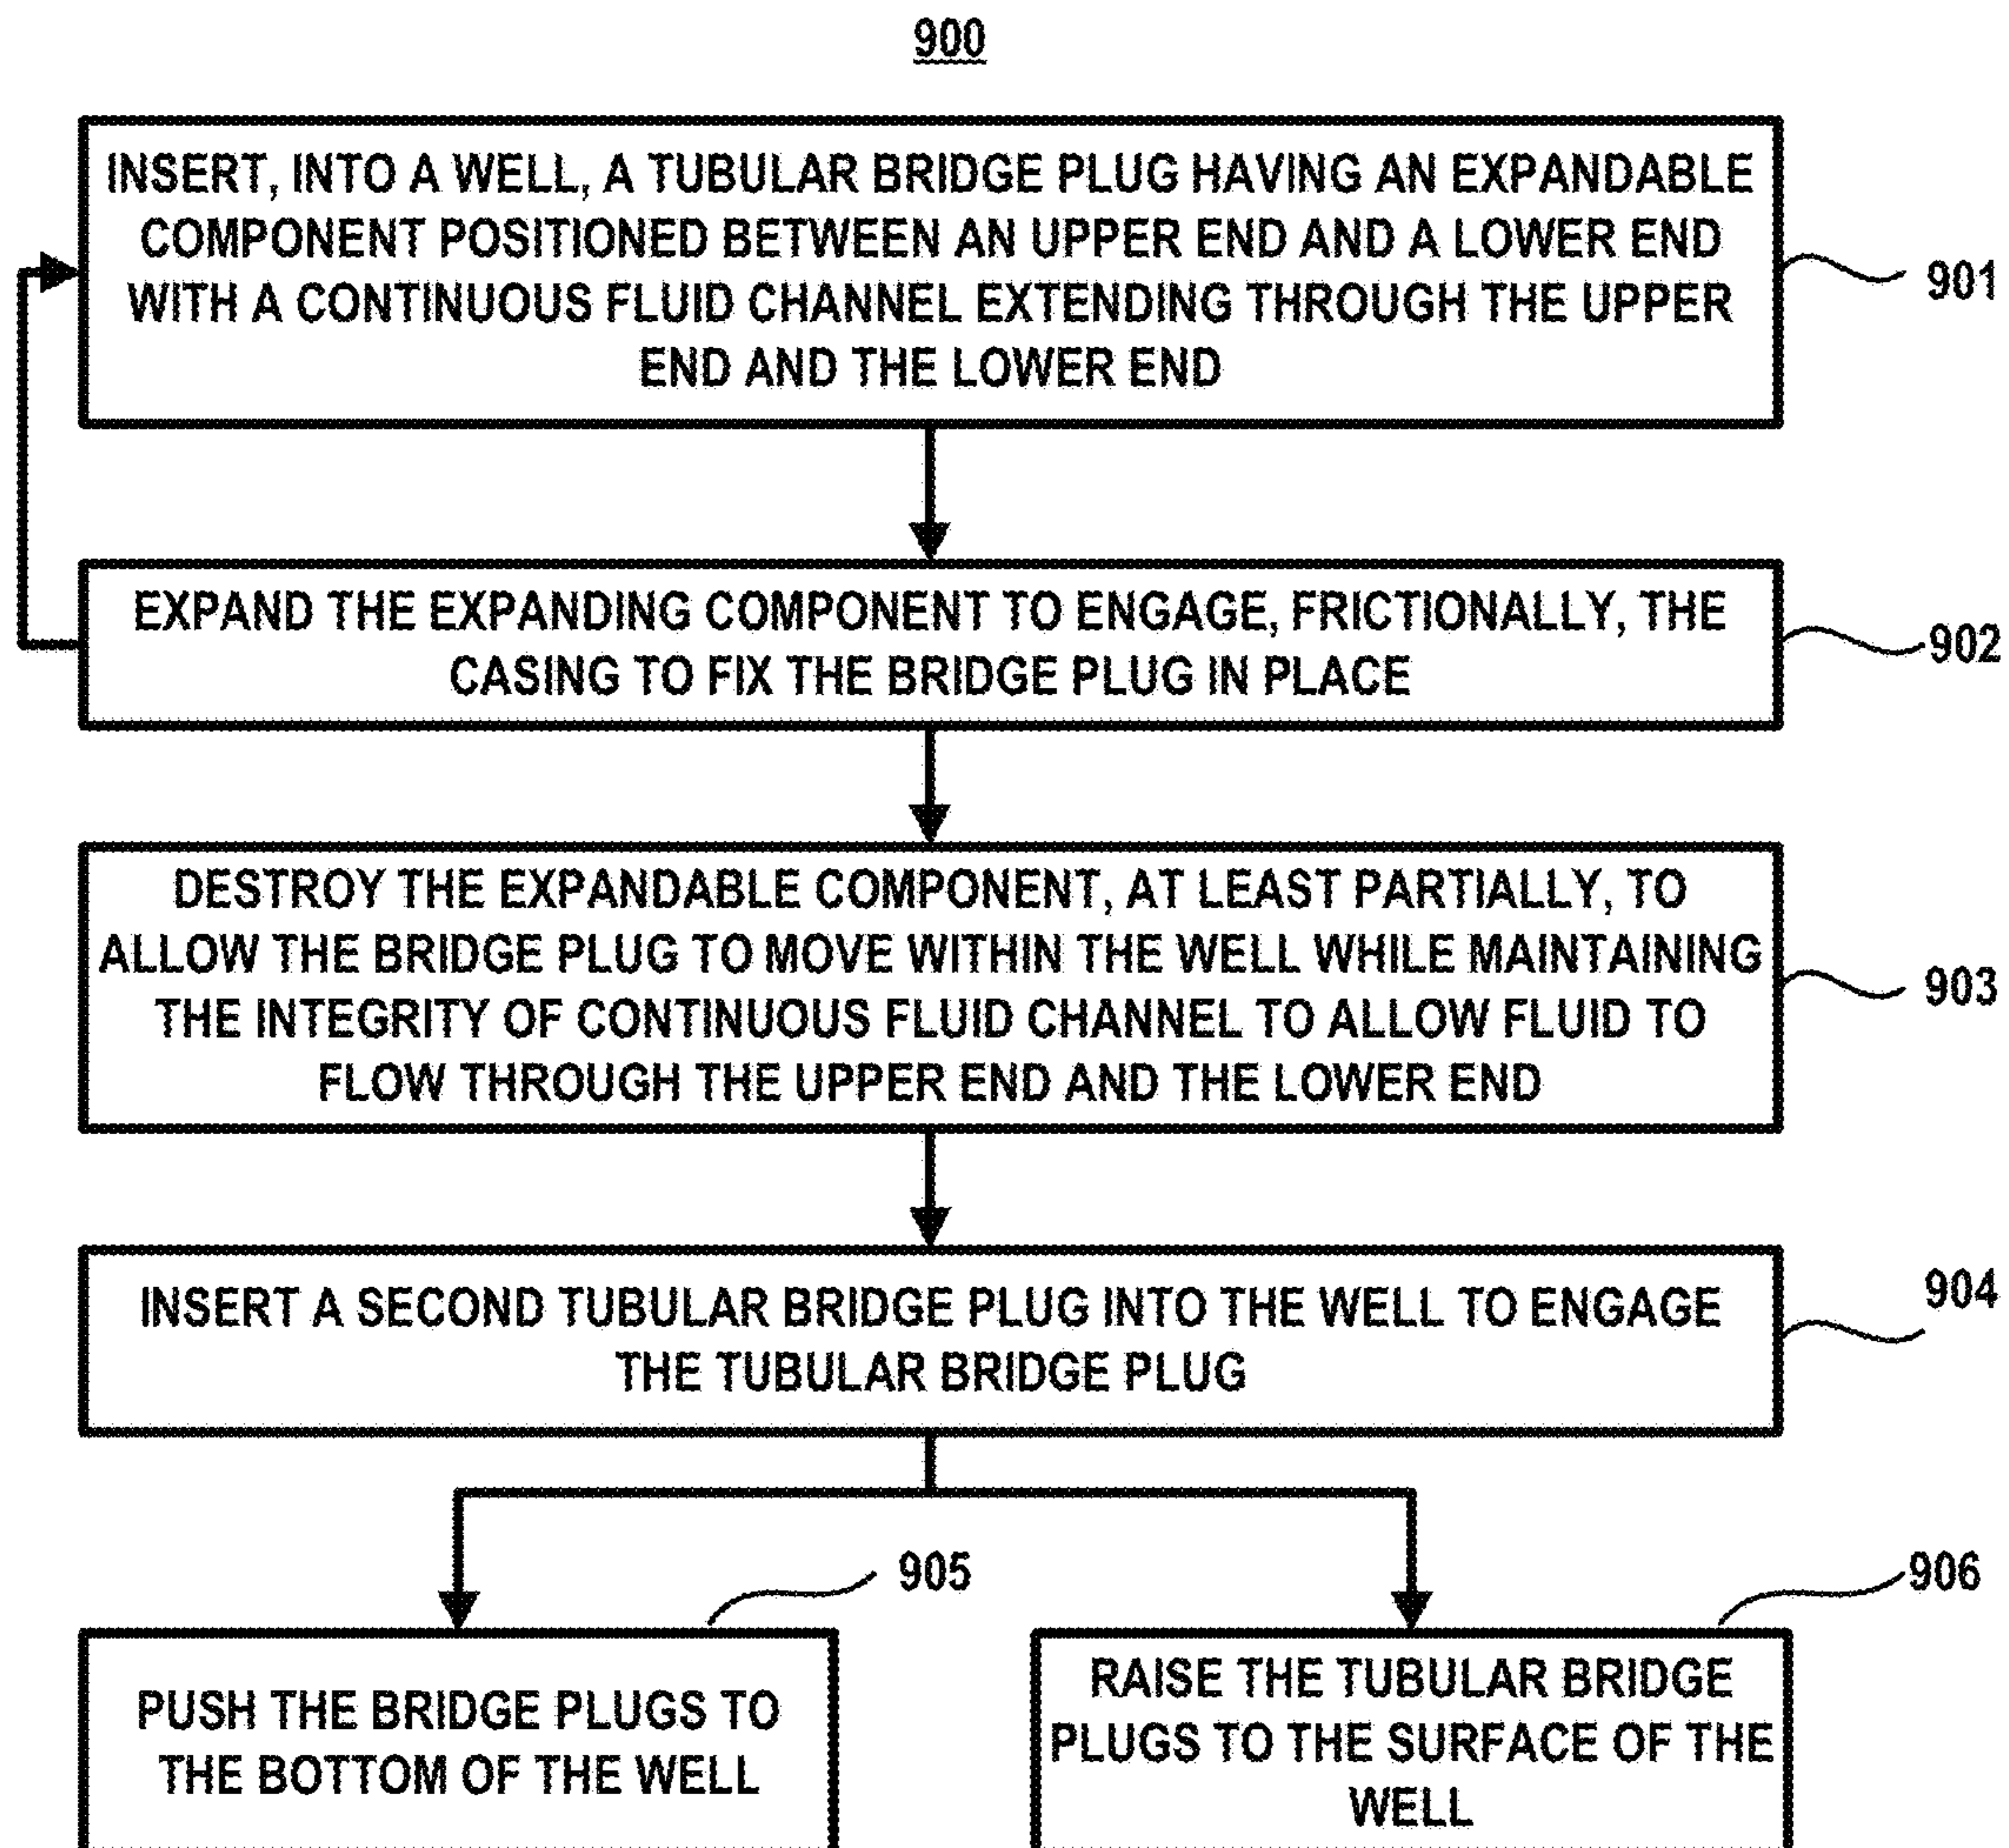 900
INSERT, INTO A WELL, A TUBULAR BRIDGE PLUG HAVING AN EXPANDABLE
COMPONENT POSITIONED BETWEEN AN UPPER END AND A LOWER END
WITH A CONTINUOUS FLUID CHANNEL EXTENDING THROUGH THE UPPER
END AND THE LOWER END
901
EXPAND THE EXPANDING COMPONENT TO ENGAGE, FRICTIONALLY, THE
CASING TO FIX THE BRIDGE PLUG IN PLACE
902
DESTROY THE EXPANDABLE COMPONENT, AT LEAST PARTIALLY, TO
ALLOW THE BRIDGE PLUG TO MOVE WITHIN THE WELL WHILE MAINTAINING
THE INTEGRITY OF CONTINUOUS FLUID CHANNEL TO ALLOW FLUID TO
FLOW THROUGH THE UPPER END AND THE LOWER END
903
INSERT A SECOND TUBULAR BRIDGE PLUG INTO THE WELL TO ENGAGE
THE TUBULAR BRIDGE PLUG
904
905
PUSH THE BRIDGE PLUGS TO
THE BOTTOM OF THE WELL
906
RAISE THE TUBULAR BRIDGE
PLUGS TO THE SURFACE OF THE
WELL